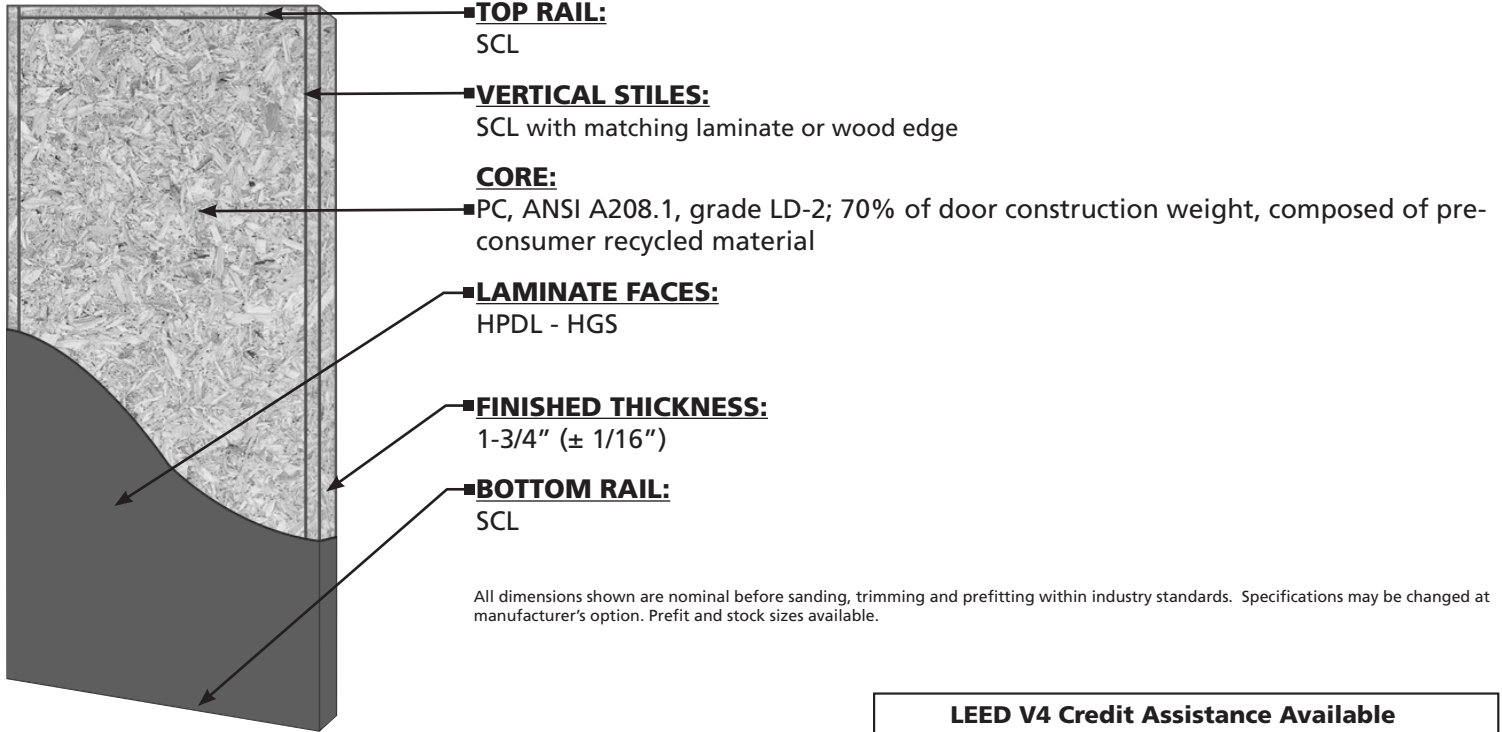 TOP RAIL:
SCL
VERTICAL STILES:
SCL with matching laminate or wood edge
CORE:
PC, ANSI A208.1, grade LD-2; 70% of door construction weight, composed of pre-
consumer recycled material
LAMINATE FACES:
HPDL - HGS
FINISHED THICKNESS:
1-3/4” (± 1/16”)
BOTTOM RAIL:
SCL
All dimensions shown are nominal before sanding, trimming and prefitting within industry standards.  Specifications may be changed at
manufacturer’s option. Prefit and stock sizes available.
LEED V4 Credit Assistance Available